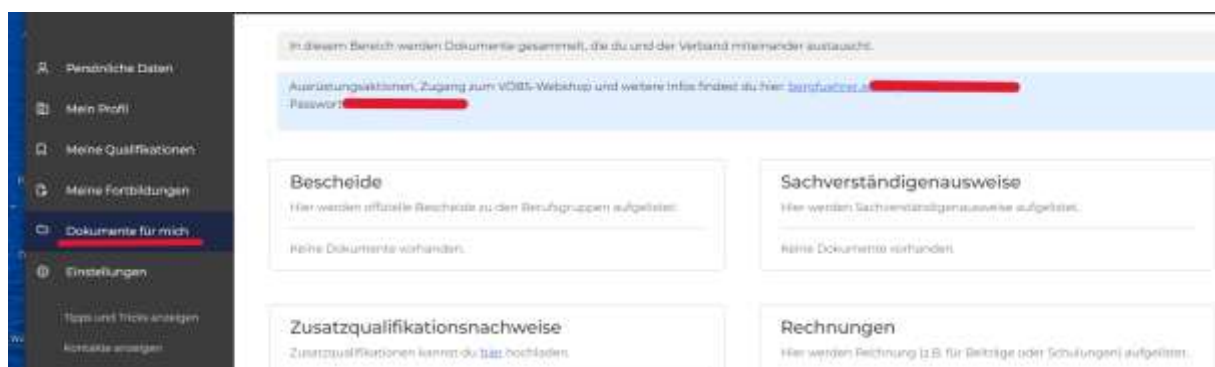 In diesem Bereich werden Dokumente gesammelt, die du und der Verband miteinander austauscht.
Ausrüstungsaktionen, Zugang zum VDBS-Webshop und weitere Infos findest du hier: bergfuehrer.
Passwort
Persönliche Daten
Mein Profil
Meine Qualifikationen
Meine Fortbildungen
Dokumente für mich
Einstellungen
Tipps und Tricks anzeigen
Kontakte anzeigen
Bescheide
Hier werden offizielle Bescheide zu den Berufsgruppen aufgelistet.
Keine Dokumente vorhanden.
Sachverständigenausweise
Hier werden Sachverständigenausweise aufgelistet.
Keine Dokumente vorhanden.
Zusatzqualifikationsnachweise
Zusatzqualifikationen kannst du hier hochladen.
Rechnungen
Hier werden Rechnung (z.B. für Beiträge oder Schulungen) aufgelistet.